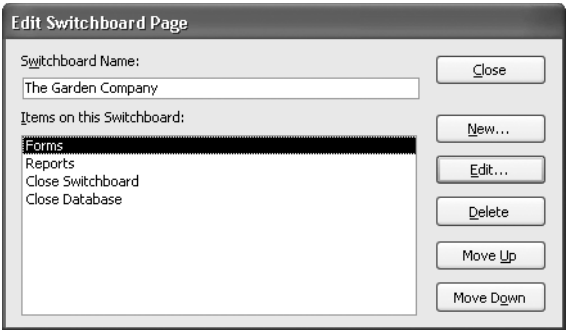 Edit Switchboard Page
Switchboard Name:
Close
The Garden Company
Items on this Switchboard:
New...
Forms
Reports
Edit...
Close Switchboard
Close Database
Delete
Move Up
Move Down